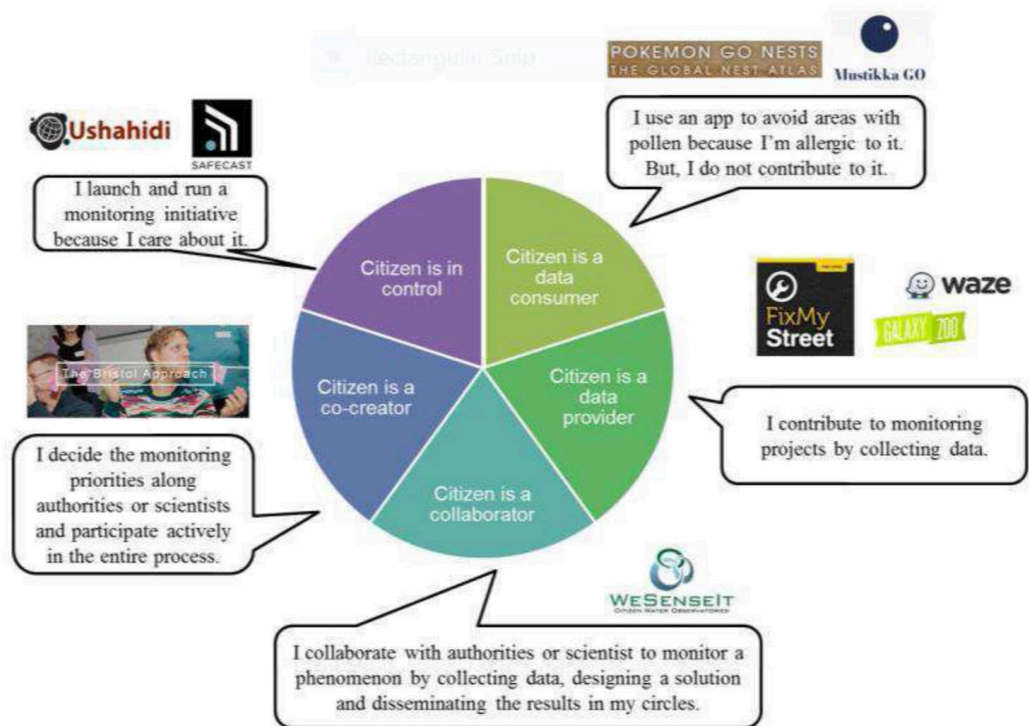 Rectangular Snip
POKEMON GO NESTS
THE GLOBAL NEST ATLAS
Mustikka GO
Ushahidi
SAFECAST
I use an app to avoid areas with
pollen because I'm allergic to it.
But, I do not contribute to it.
I launch and run a
monitoring initiative
because I care about it.
Citizen is in
control
Citizen is a
data
consumer
FixMy
Street
waze
GALAXY ZOO
The Bristol Approach
Citizen is a
co-creator
Citizen is a
data
provider
I contribute to monitoring
projects by collecting data.
I decide the monitoring
priorities along
authorities or scientists
and participate actively
in the entire process.
Citizen is a
collaborator
WESENSEIT
CITIZEN WATER OBSERVATORIES
I collaborate with authorities or scientist to monitor a
phenomenon by collecting data, designing a solution
and disseminating the results in my circles.